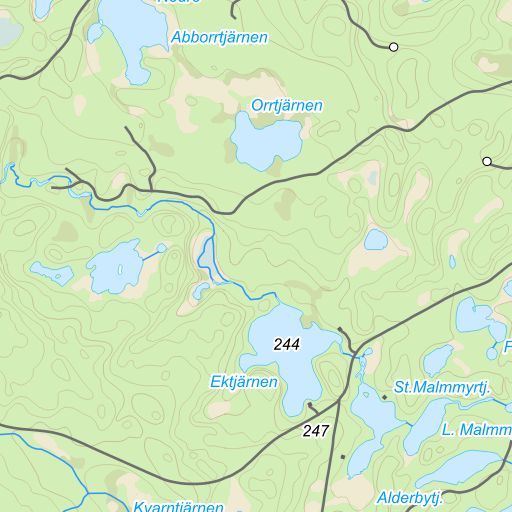 Abborrtjärnen
Orrtjärnen
244
Ektjärnen
St.Malmmyrtj.
247
L. Malmm
Alderbytj.
Kvarntjärnen